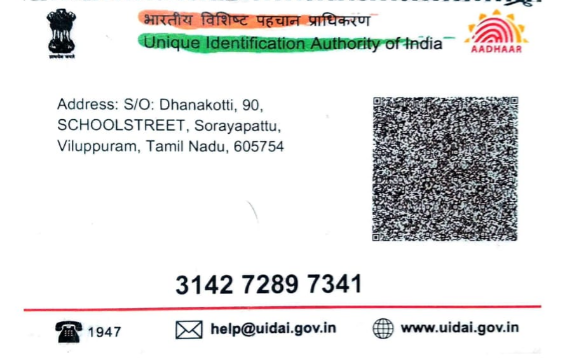 भारतीय विशिष्ट पहचान प्राधिकरण
Unique Identification Authority of India
AADHAAR
Address: S/O: Dhanakotti, 90,
SCHOOLSTREET, Sorayapattu,
Viluppuram, Tamil Nadu, 605754
3142 7289 7341
1947
help@uidai.gov.in
www.uidai.gov.in